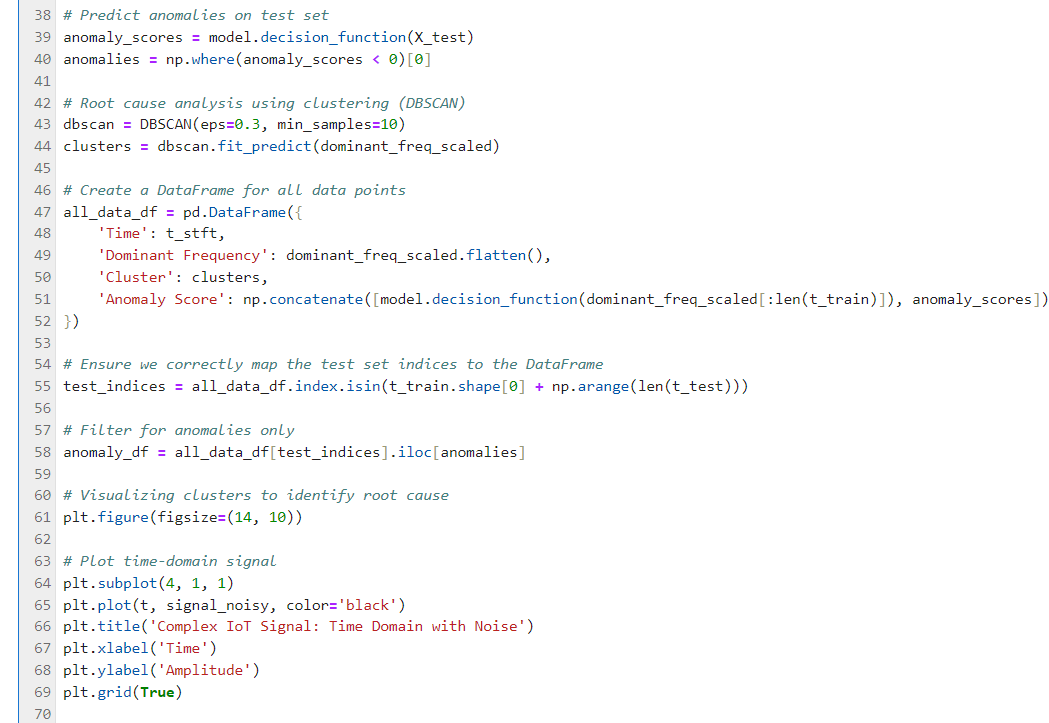 38 # Predict anomalies on test set
39 anomaly_scores = model.decision_function(X_test)
40 anomalies = np.where(anomaly_scores < 0)[0]
41
42 # Root cause analysis using clustering (DBSCAN)
43 dbscan = DBSCAN(eps=0.3, min_samples=10)
44 clusters = dbscan.fit_predict(dominant_freq_scaled)
45
46 # Create a DataFrame for all data points
47 all_data_df = pd.DataFrame({
48     'Time': t_stft,
49     'Dominant Frequency': dominant_freq_scaled.flatten(),
50     'Cluster': clusters,
51     'Anomaly Score': np.concatenate([model.decision_function(dominant_freq_scaled[:len(t_train)]), anomaly_scores])
52 })
53
54 # Ensure we correctly map the test set indices to the DataFrame
55 test_indices = all_data_df.index.isin(t_train.shape[0] + np.arange(len(t_test)))
56
57 # Filter for anomalies only
58 anomaly_df = all_data_df[test_indices].iloc[anomalies]
59
60 # Visualizing clusters to identify root cause
61 plt.figure(figsize=(14, 10))
62
63 # Plot time-domain signal
64 plt.subplot(4, 1, 1)
65 plt.plot(t, signal_noisy, color='black')
66 plt.title('Complex IoT Signal: Time Domain with Noise')
67 plt.xlabel('Time')
68 plt.ylabel('Amplitude')
69 plt.grid(True)
70